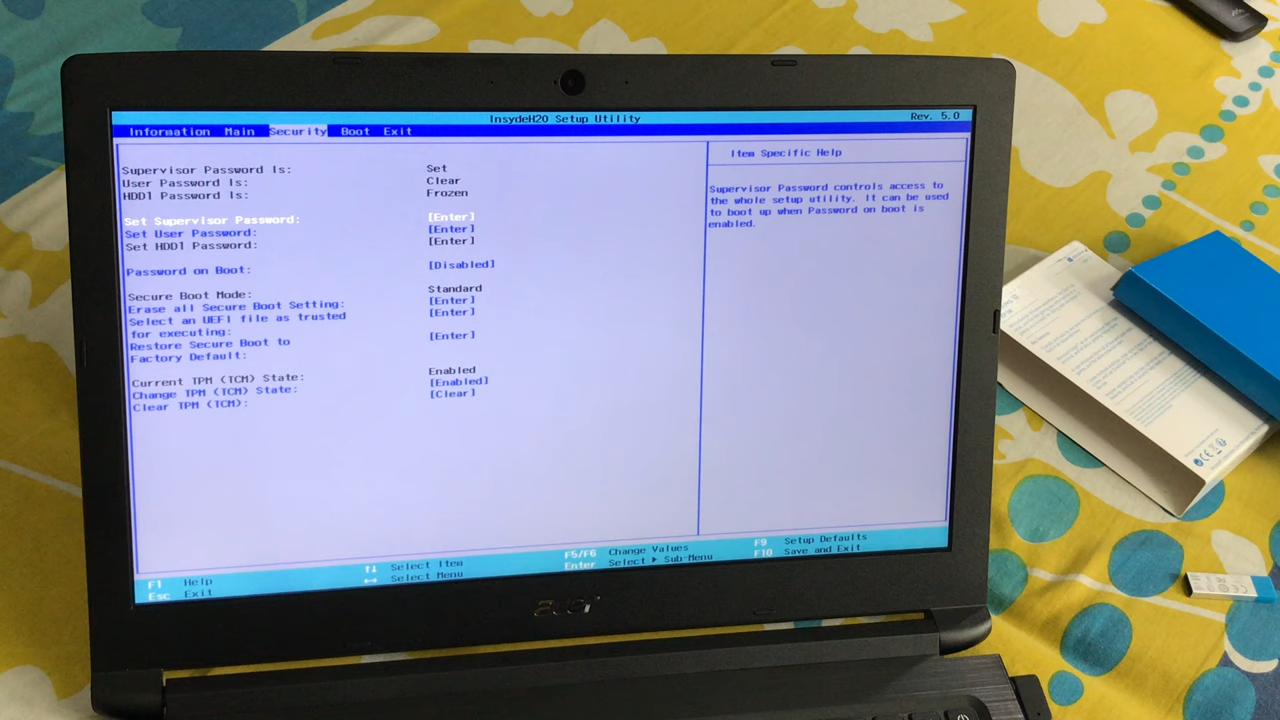 InsydeH20 Setup Utility Rev. 5.0
Information Main Security Boot Exit
Item Specific Help
Supervisor Password Is: Set
User Password Is: Clear
HDD1 Password Is: Frozen
Set Supervisor Password: [Enter]
Set User Password: [Enter]
Set HDD1 Password: [Enter]
Password on Boot: [Disabled]
Secure Boot Mode: Standard
Erase all Secure Boot Setting: [Enter]
Select an UEFI file as trusted [Enter]
for executing:
Restore Secure Boot to [Enter]
Factory Default:
Current TPM (TCM) State: Enabled
Change TPM (TCM) State: [Enabled]
Clear TPM (TCM): [Clear]
Supervisor Password controls access to
the whole setup utility. It can be used
to boot up when Password on boot is
enabled.
F1 Help ↑↓ Select Item F5/F6 Change Values F9 Setup Defaults
Esc Exit ←→ Select Menu Enter Select ▶ Sub-Menu F10 Save and Exit
acer